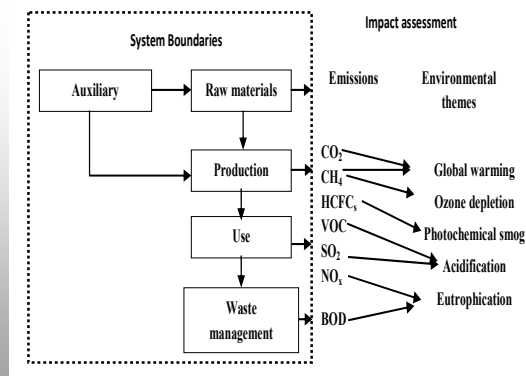 System Boundaries
Impact assessment
Auxiliary
Raw materials
Emissions
Environmental
themes
Production
CO₂
CH₄
HCFCₛ
VOC
SO₂
NOₓ
BOD
Global warming
Ozone depletion
Photochemical smog
Acidification
Eutrophication
Use
Waste
management